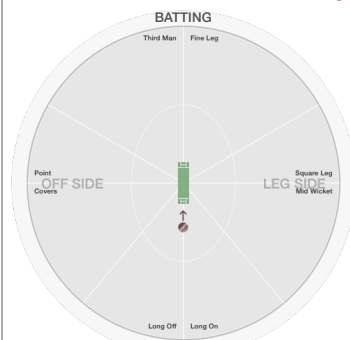 BATTING
Third Man Fine Leg
Point Square Leg
OFF SIDE LEG SIDE
Covers Mid Wicket
Long Off Long On